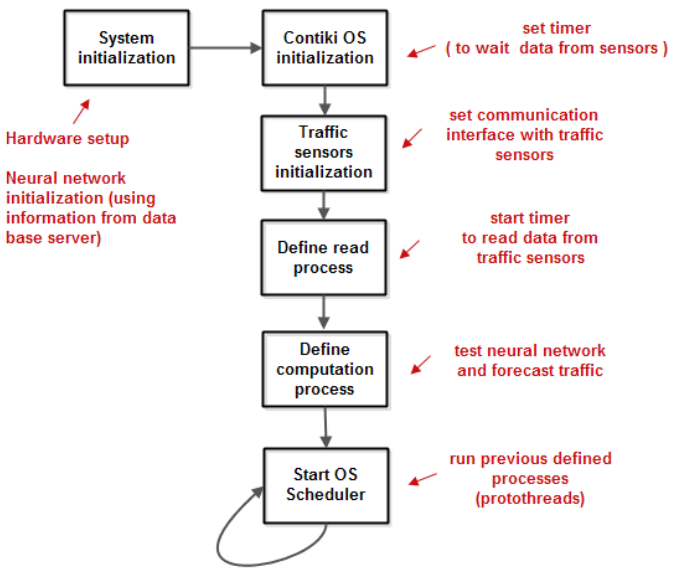 System
initialization
Contiki OS
initialization
set timer
( to wait data from sensors )
Hardware setup
Neural network
initialization (using
information from data
base server)
Traffic
sensors
initialization
set communication
interface with traffic
sensors
Define read
process
start timer
to read data from
traffic sensors
Define
computation
process
test neural network
and forecast traffic
Start OS
Scheduler
run previous defined
processes
(protothreads)